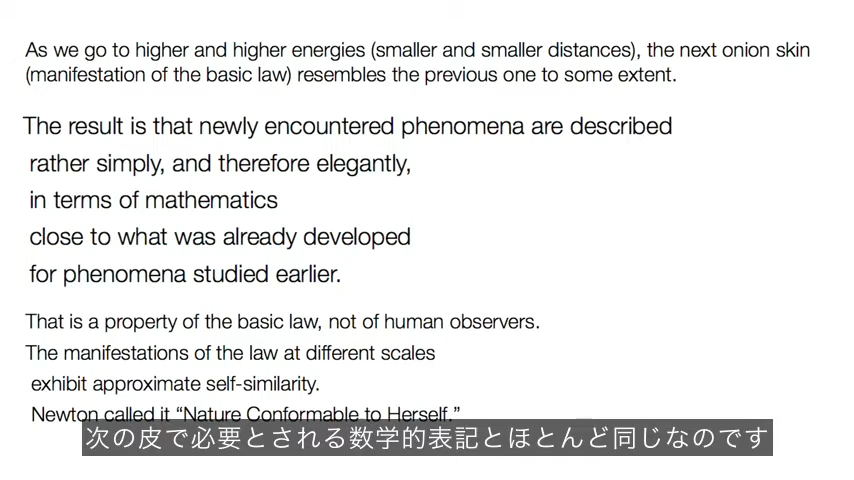 As we go to higher and higher energies (smaller and smaller distances), the next onion skin
(manifestation of the basic law) resembles the previous one to some extent.
The result is that newly encountered phenomena are described
rather simply, and therefore elegantly,
in terms of mathematics
close to what was already developed
for phenomena studied earlier.
That is a property of the basic law, not of human observers.
The manifestations of the law at different scales
exhibit approximate self-similarity.
Newton called it “Nature Conformable to Herself.”
次の皮で必要とされる数学的表記とほとんど同じなのです